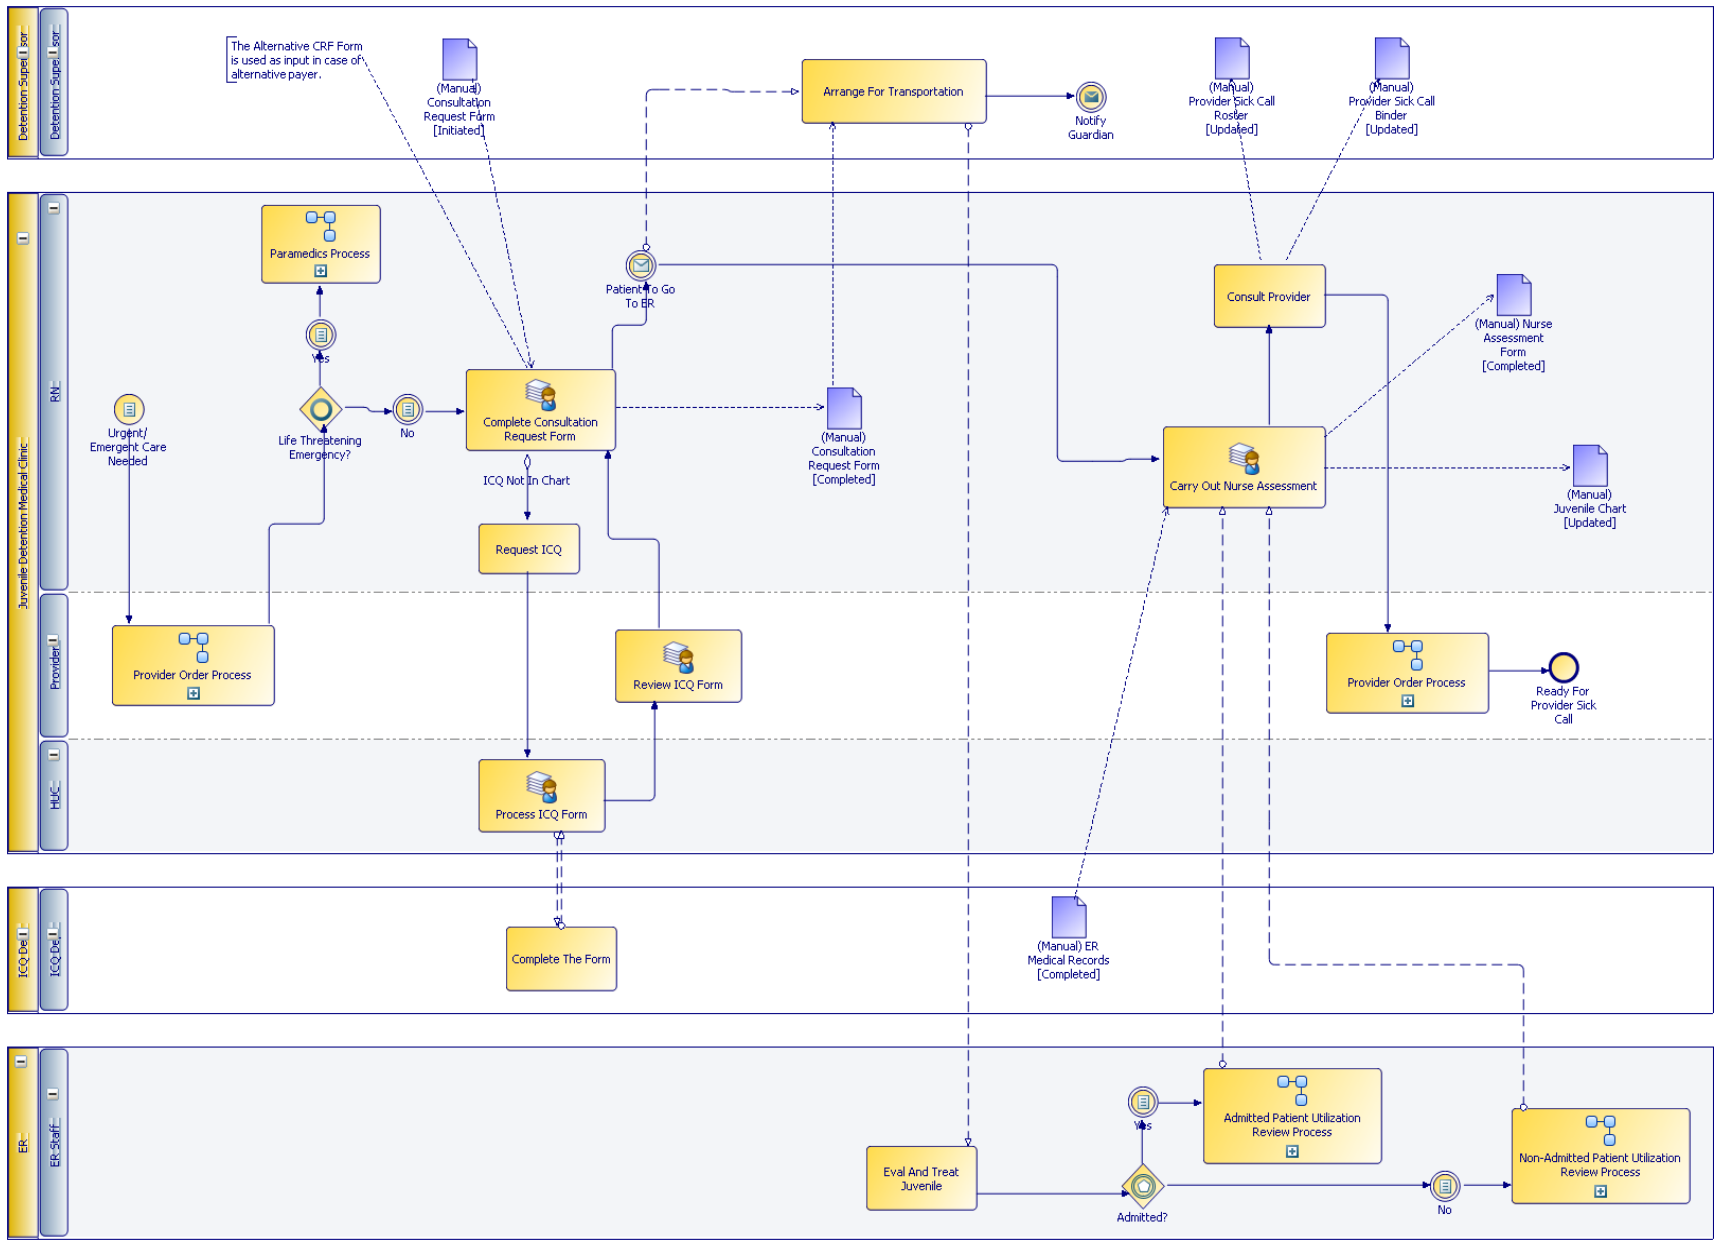 Detention Supervisor
Detention Supervisor
The Alternative CRF Form
is used as input in case of
alternative payer.
(Manual)
Consultation
Request Form
[Initiated]
Arrange For Transportation
Notify
Guardian
(Manual)
Provider Sick Call
Roster
[Updated]
(Manual)
Provider Sick Call
Binder
[Updated]
Juvenile Detention Medical Clinic
RN
Paramedics Process
Yes
Life Threatening
Emergency?
No
Urgent/
Emergent Care
Needed
Complete Consultation
Request Form
ICQ Not In Chart
Request ICQ
Patient To Go
To ER
(Manual)
Consultation
Request Form
[Completed]
Consult Provider
(Manual) Nurse
Assessment
Form
[Completed]
Carry Out Nurse Assessment
(Manual)
Juvenile Chart
[Updated]
Provider
Provider Order Process
Review ICQ Form
Provider Order Process
Ready For
Provider Sick
Call
HUC
Process ICQ Form
Complete The Form
(Manual) ER
Medical Records
[Completed]
ER
ER Staff
Eval And Treat
Juvenile
Admitted?
Yes
Admitted Patient Utilization
Review Process
No
Non-Admitted Patient Utilization
Review Process